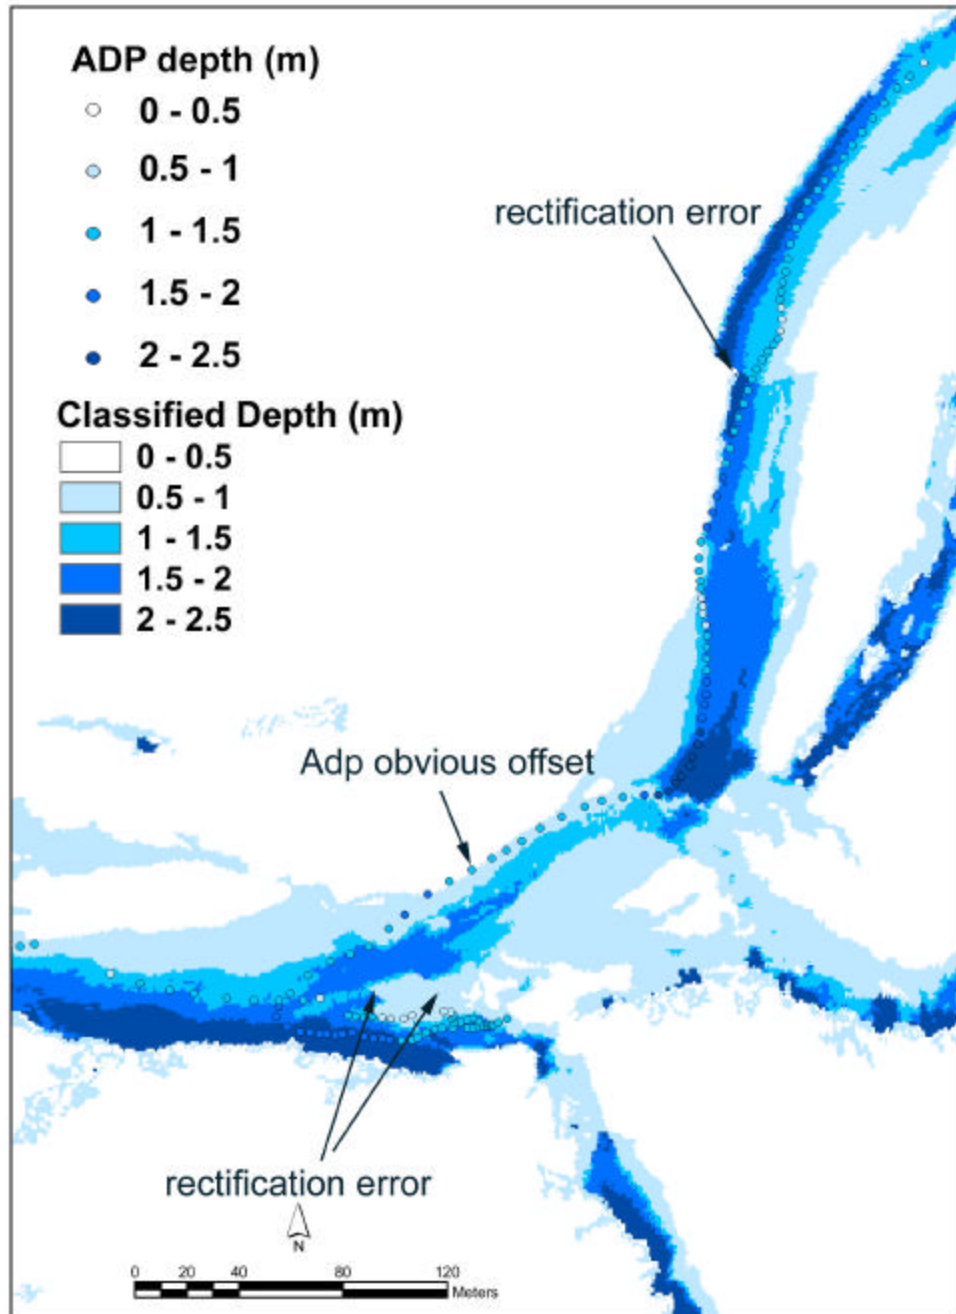 ADP depth (m)
0 - 0.5
0.5 - 1
1 - 1.5
1.5 - 2
2 - 2.5
Classified Depth (m)
0 - 0.5
0.5 - 1
1 - 1.5
1.5 - 2
2 - 2.5
rectification error
Adp obvious offset
rectification error
N
0 20 40 80 120
Meters